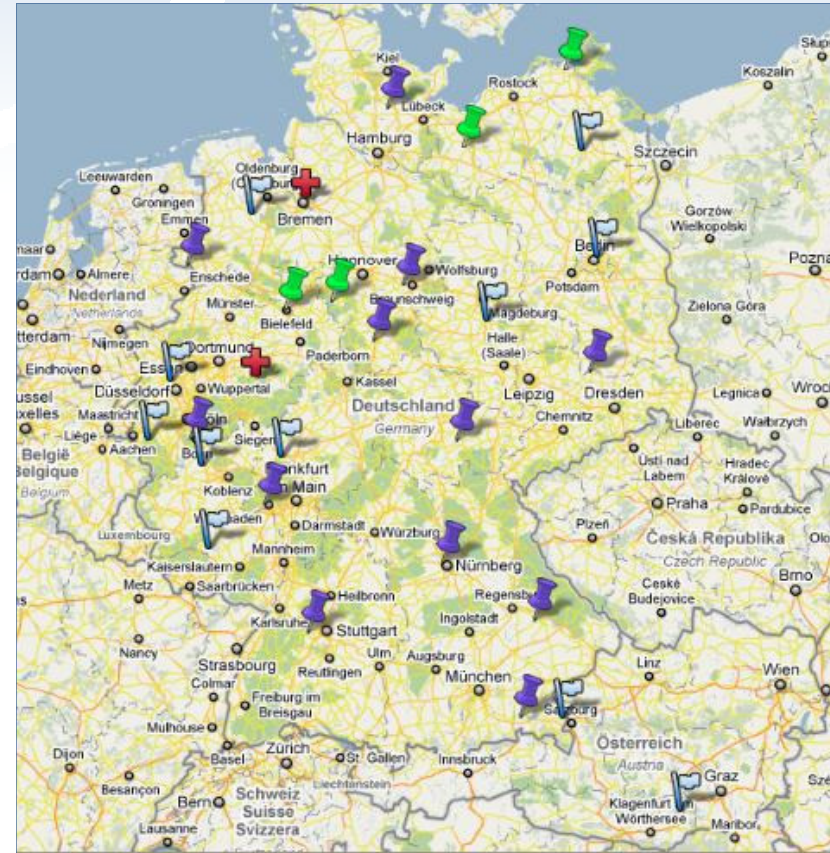 Kiel
Rostock
Lübeck
Hamburg
Koszalin
Szczecin
Leeuwarden
Groningen
Oldenburg
Bremen
Emmen
Gorzów
Wielkopolski
Berlin
Potsdam
Almere
Enschede
Hannover
Wolfsburg
Braunschweig
Nederland
Netherlands
Münster
Bielefeld
Magdeburg
Zielona Góra
Nijmegen
Dortmund
Paderborn
Halle
(Saale)
Eindhoven
Essen
Düsseldorf
Wuppertal
Kassel
Leipzig
Dresden
Legnica
Maastricht
Köln
Deutschland
Germany
Chemnitz
Liberec
Wałbrzych
Liège
Aachen
Bonn
Siegen
België
Belgique
Belgium
Koblenz
Ústí nad
Labem
Hradec
Králové
Praha
Pardubice
Luxembourg
Darmstadt
Würzburg
Plzeň
Česká Republika
Czech Republic
Mannheim
Nürnberg
Kaiserslautern
Metz
Saarbrücken
Heilbronn
České
Budejovice
Brno
Karlsruhe
Ingolstadt
Stuttgart
Nancy
Strasbourg
Reutlingen
Ulm
Augsburg
München
Linz
Wien
Colmar
Freiburg im
Breisgau
Salzburg
Mulhouse
Dijon
Basel
Zürich
St. Gallen
Innsbruck
Österreich
Austria
Liechtenstein
Besançon
Bern
Schweiz
Suisse
Svizzera
Graz
Klagenfurt am
Wörthersee
Maribor
Lausanne